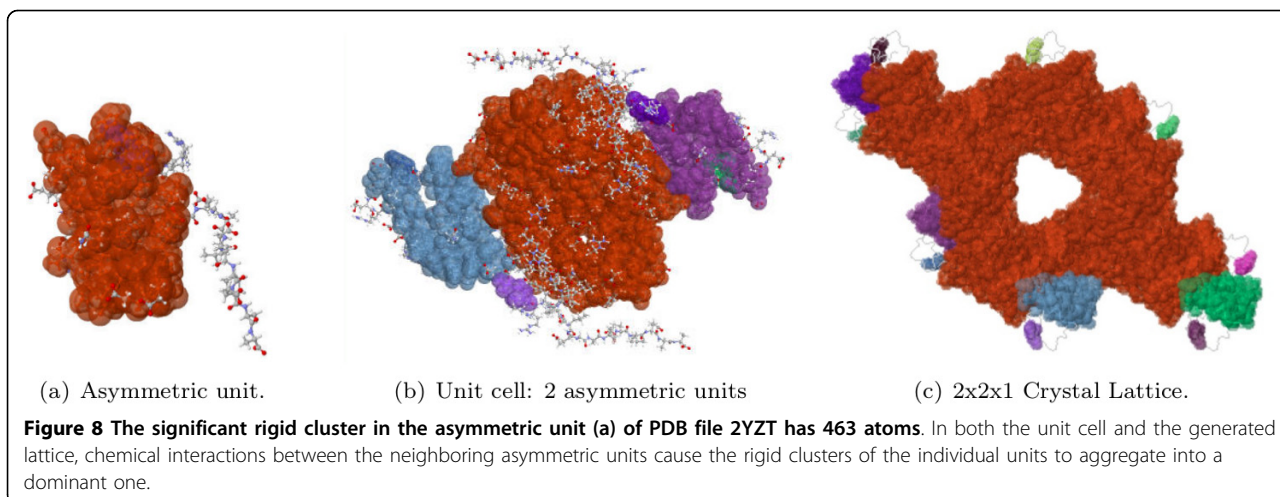 (a) Asymmetric unit.
(b) Unit cell: 2 asymmetric units
(c) 2x2x1 Crystal Lattice.
Figure 8 The significant rigid cluster in the asymmetric unit (a) of PDB file 2YZT has 463 atoms. In both the unit cell and the generated
lattice, chemical interactions between the neighboring asymmetric units cause the rigid clusters of the individual units to aggregate into a
dominant one.